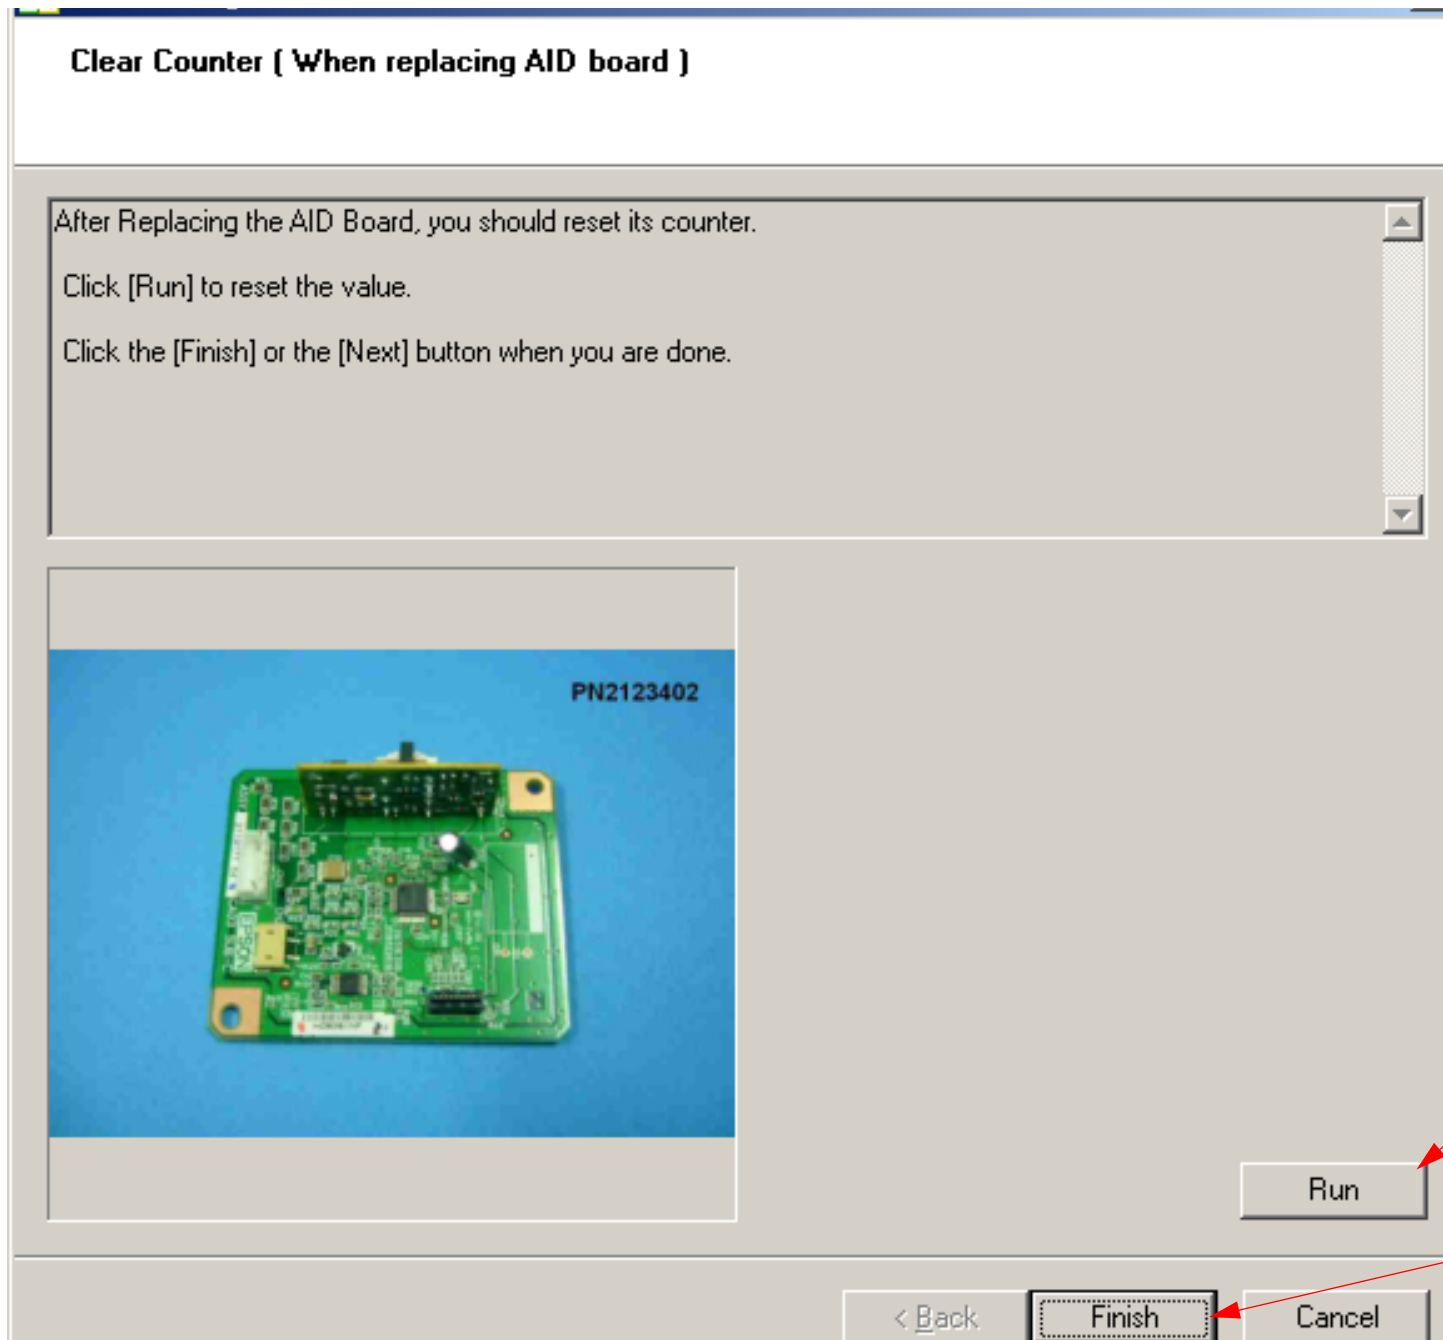 Clear Counter ( When replacing AID board )
After Replacing the AID Board, you should reset its counter.
Click [Run] to reset the value.
Click the [Finish] or the [Next] button when you are done.
PN2123402
EPSON
Run
< Back
Finish
Cancel